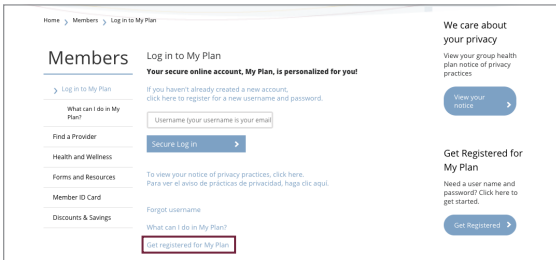 Home > Members > Log in to My Plan
Members
> Log in to My Plan
What can I do in My
Plan?
Find a Provider
Health and Wellness
Forms and Resources
Member ID Card
Discounts & Savings
Log in to My Plan
Your secure online account, My Plan, is personalized for you!
If you haven't already created a new account,
click here to register for a new username and password.
Username (your username is your email
Secure Log in >
To view your notice of privacy practices, click here.
Para ver el aviso de prácticas de privacidad, haga clic aquí.
Forgot username
What can I do in My Plan?
Get registered for My Plan
We care about
your privacy
View your group health
plan notice of privacy
practices
View your
notice >
Get Registered for
My Plan
Need a user name and
password? Click here to
get started.
Get Registered >